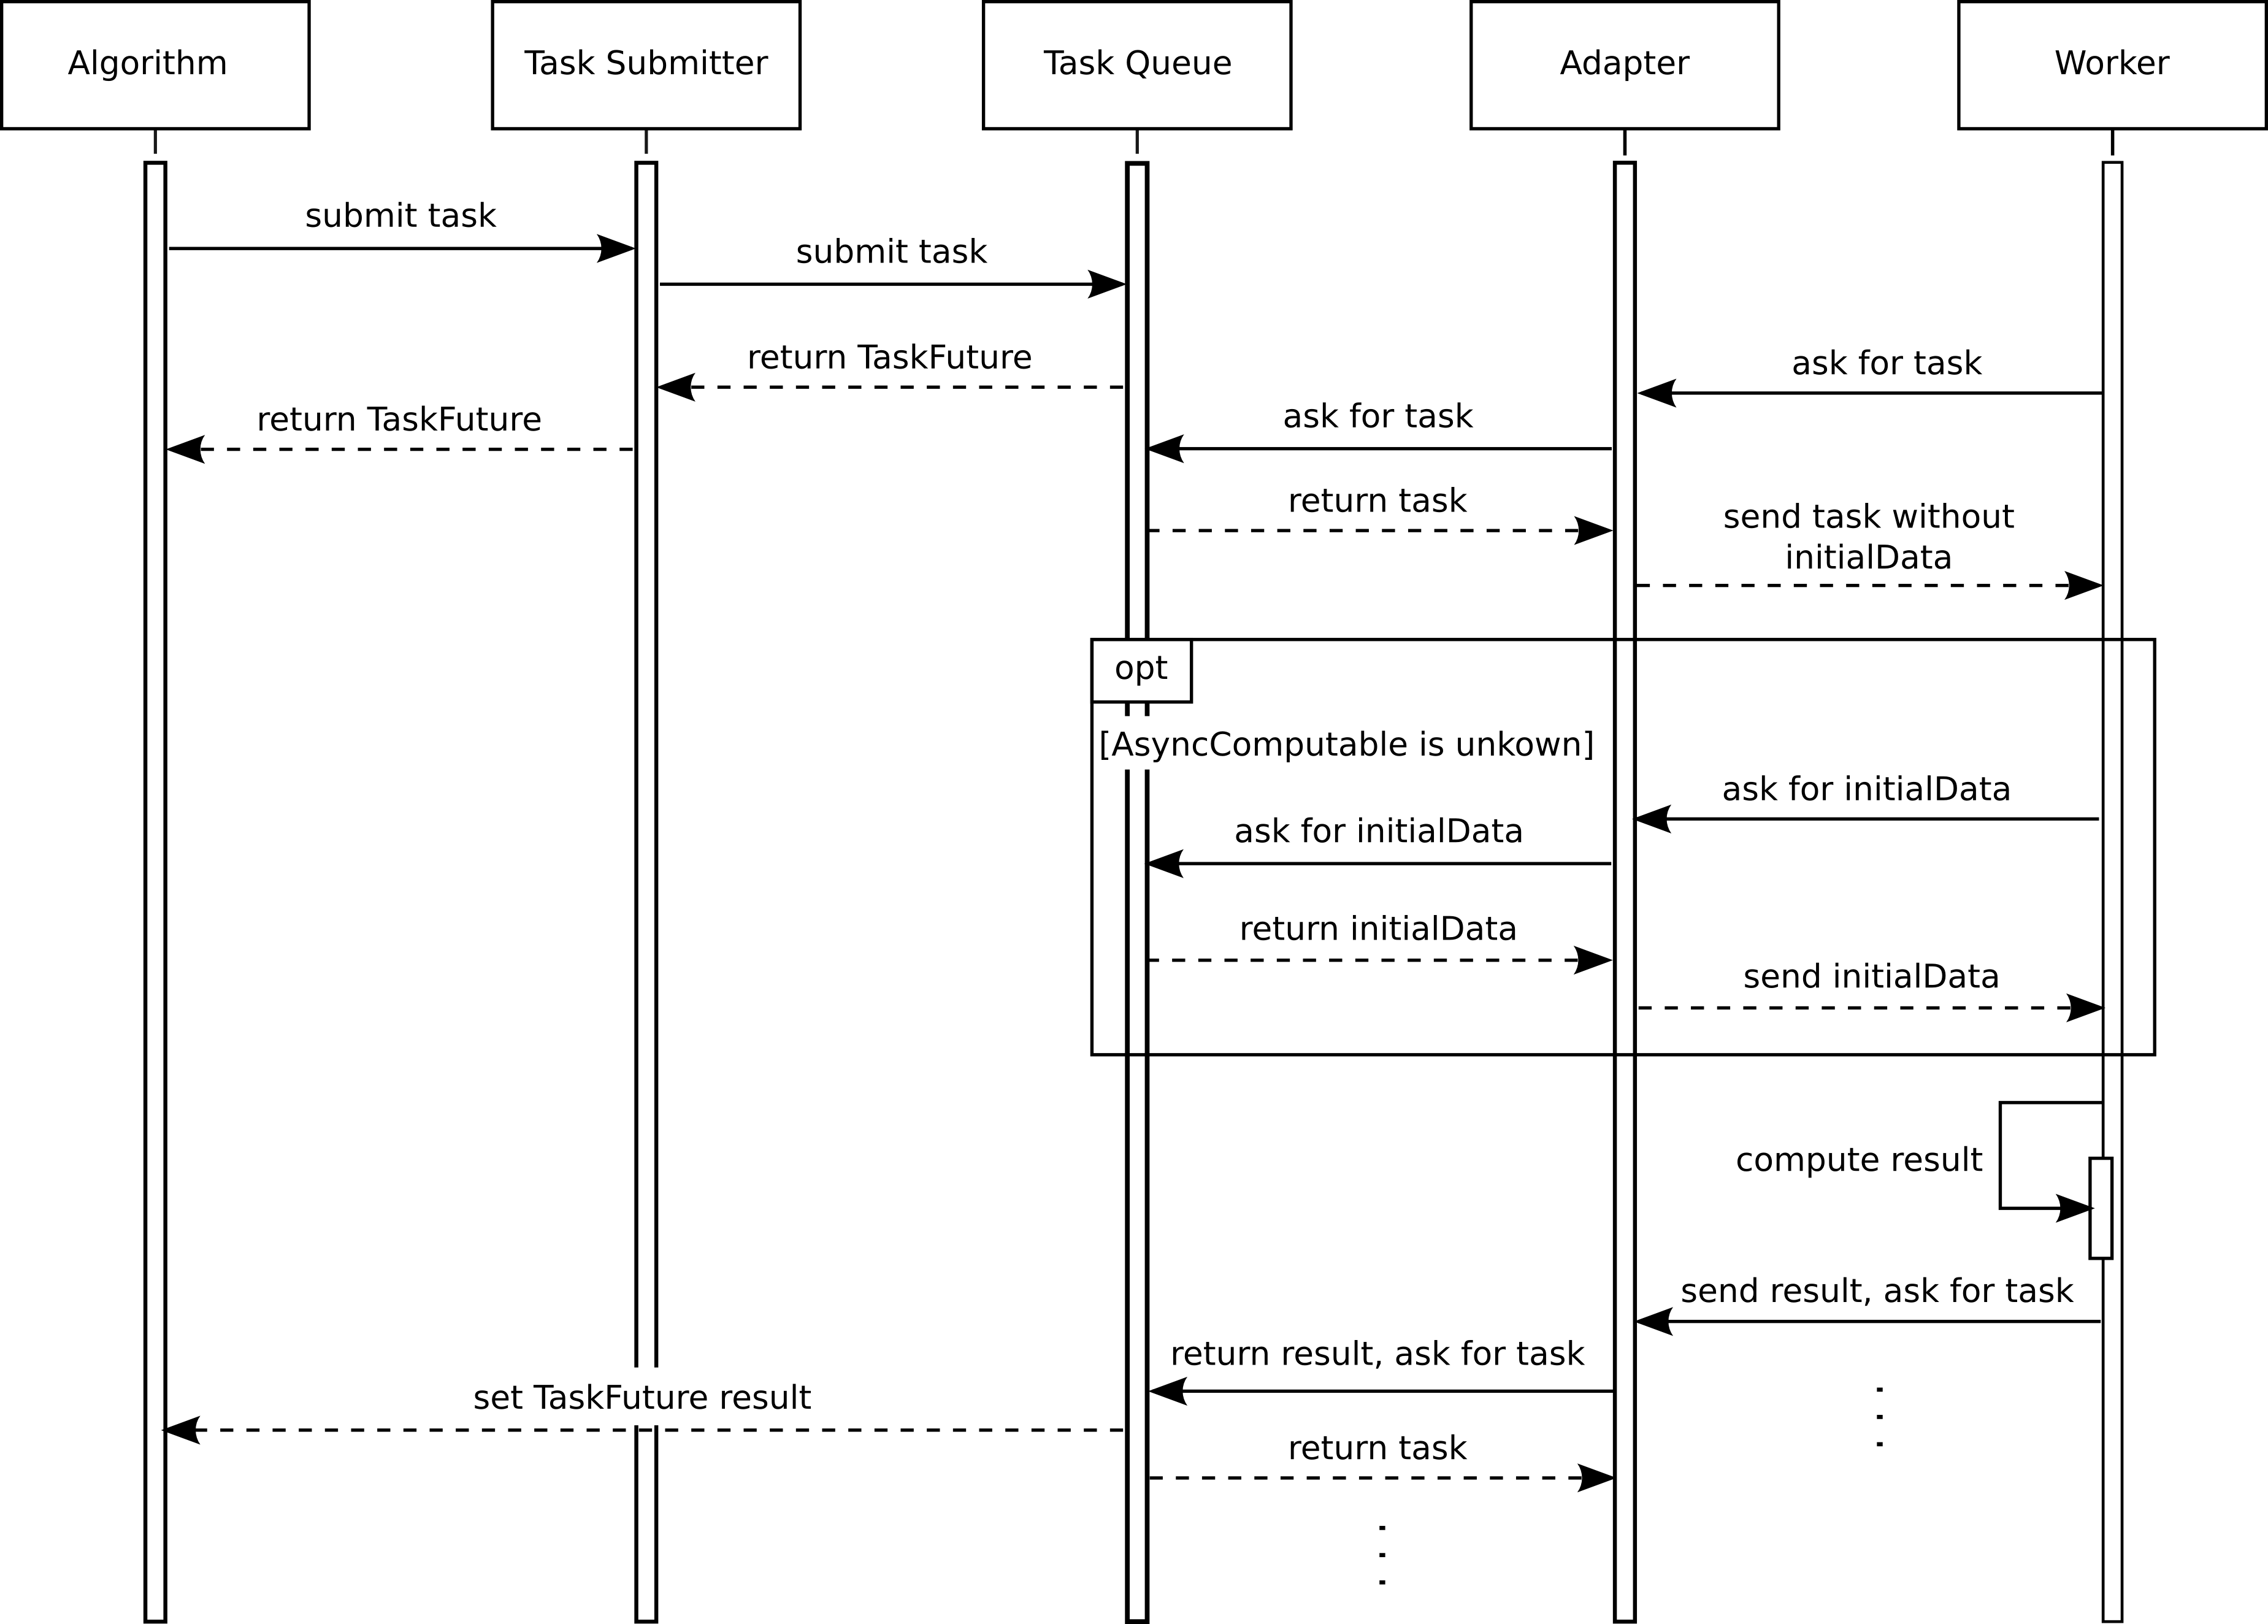 Algorithm
Task Submitter
Task Queue
Adapter
Worker
submit task
submit task
return TaskFuture
ask for task
return TaskFuture
ask for task
return task
send task without
initialData
opt
[AsyncComputable is unkown]
ask for initialData
ask for initialData
return initialData
send initialData
compute result
send result, ask for task
return result, ask for task
set TaskFuture result
return task